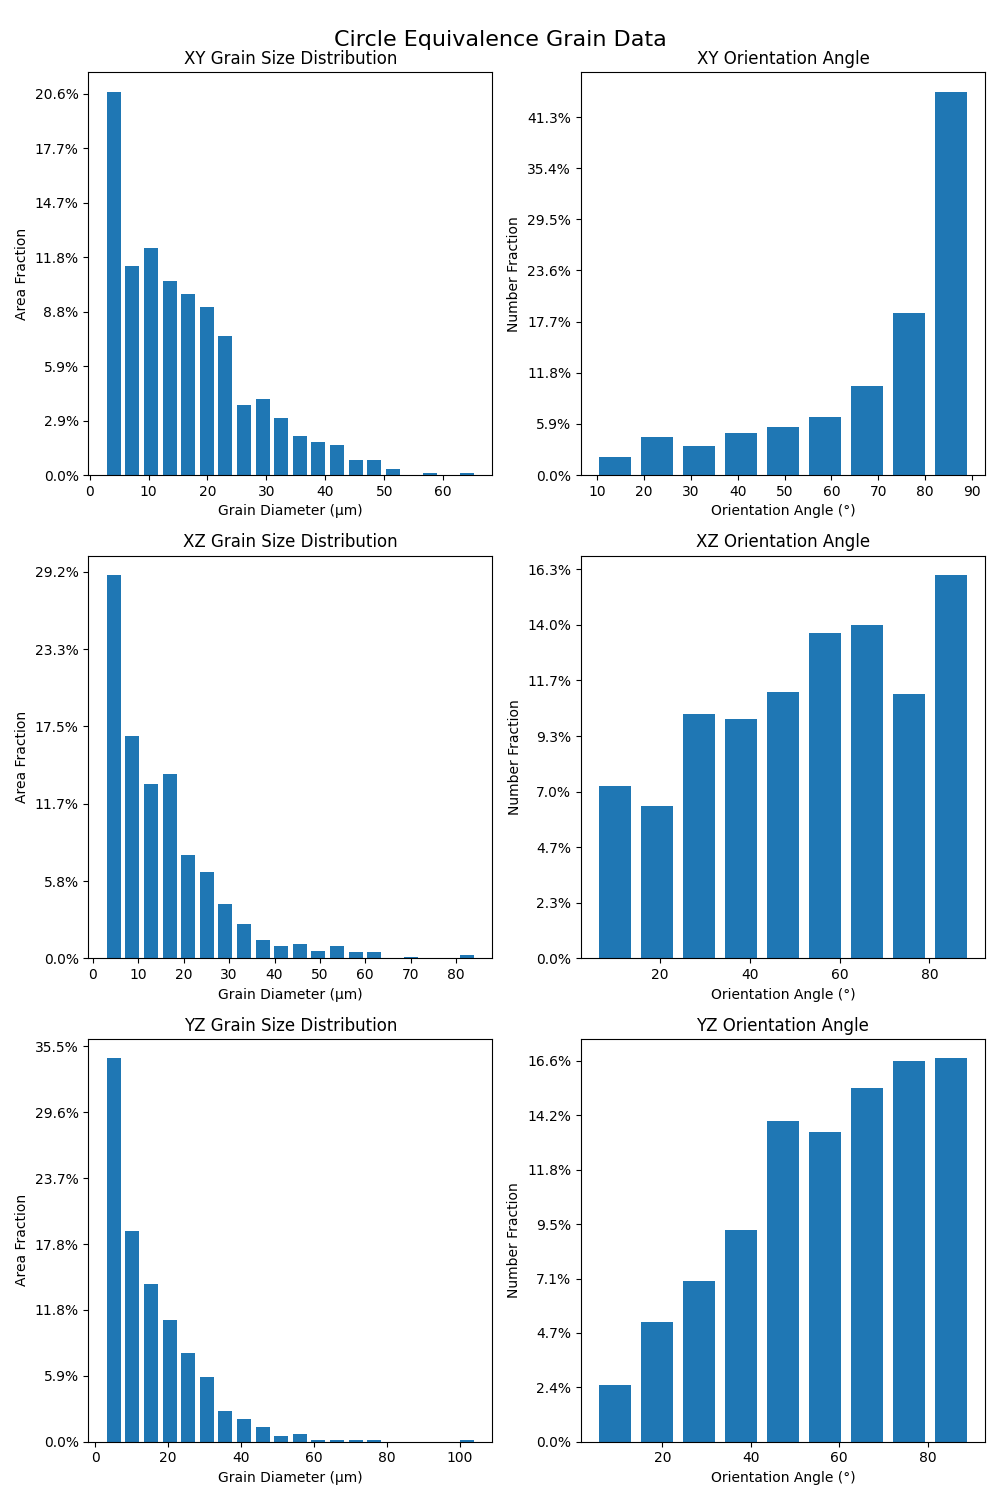 Circle Equivalence Grain Data
XY Grain Size Distribution
Area Fraction
20.6%
17.7%
14.7%
11.8%
8.8%
5.9%
2.9%
0.0%
0 10 20 30 40 50 60
Grain Diameter (μm)
XY Orientation Angle
Number Fraction
41.3%
35.4%
29.5%
23.6%
17.7%
11.8%
5.9%
0.0%
10 20 30 40 50 60 70 80 90
Orientation Angle (°)
XZ Grain Size Distribution
Area Fraction
29.2%
23.3%
17.5%
11.7%
5.8%
0.0%
0 10 20 30 40 50 60 70 80
Grain Diameter (μm)
XZ Orientation Angle
Number Fraction
16.3%
14.0%
11.7%
9.3%
7.0%
4.7%
2.3%
0.0%
20 40 60 80
Orientation Angle (°)
YZ Grain Size Distribution
Area Fraction
35.5%
29.6%
23.7%
17.8%
11.8%
5.9%
0.0%
0 20 40 60 80 100
Grain Diameter (μm)
YZ Orientation Angle
Number Fraction
16.6%
14.2%
11.8%
9.5%
7.1%
4.7%
2.4%
0.0%
20 40 60 80
Orientation Angle (°)